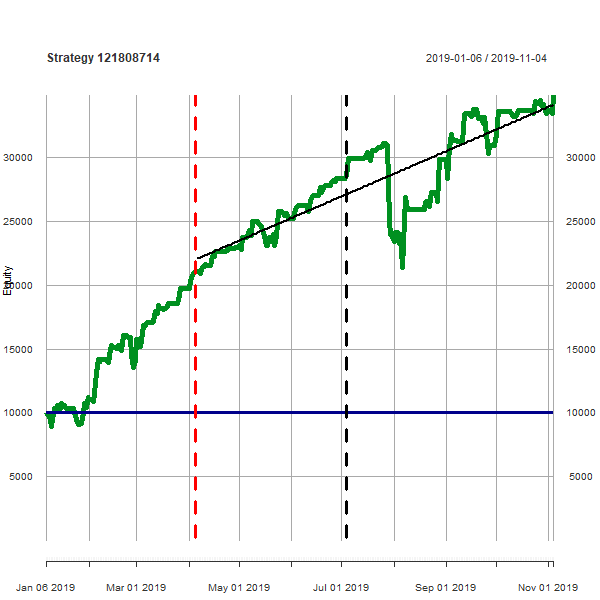 Strategy 121808714
2019-01-06 / 2019-11-04
30000
30000
25000
25000
Equity
20000
20000
15000
15000
10000
10000
5000
5000
Jan 06 2019
Mar 01 2019
May 01 2019
Jul 01 2019
Sep 01 2019
Nov 01 2019